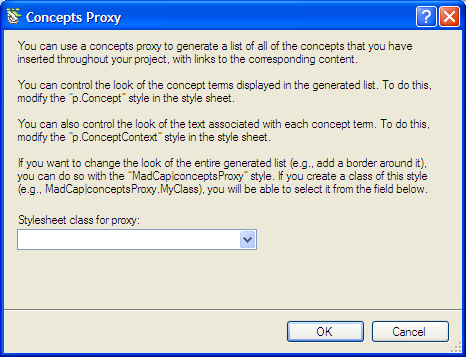 Concepts Proxy
You can use a concepts proxy to generate a list of all of the concepts that you have
inserted throughout your project, with links to the corresponding content.
You can control the look of the concept terms displayed in the generated list. To do this,
modify the "p.Concept" style in the style sheet.
You can also control the look of the text associated with each concept term. To do this,
modify the "p.ConceptContext" style in the style sheet.
If you want to change the look of the entire generated list (e.g., add a border around it),
you can do so with the "MadCap|conceptsProxy" style. If you create a class of this style
(e.g., MadCap|conceptsProxy.MyClass), you will be able to select it from the field below.
Stylesheet class for proxy:
OK
Cancel